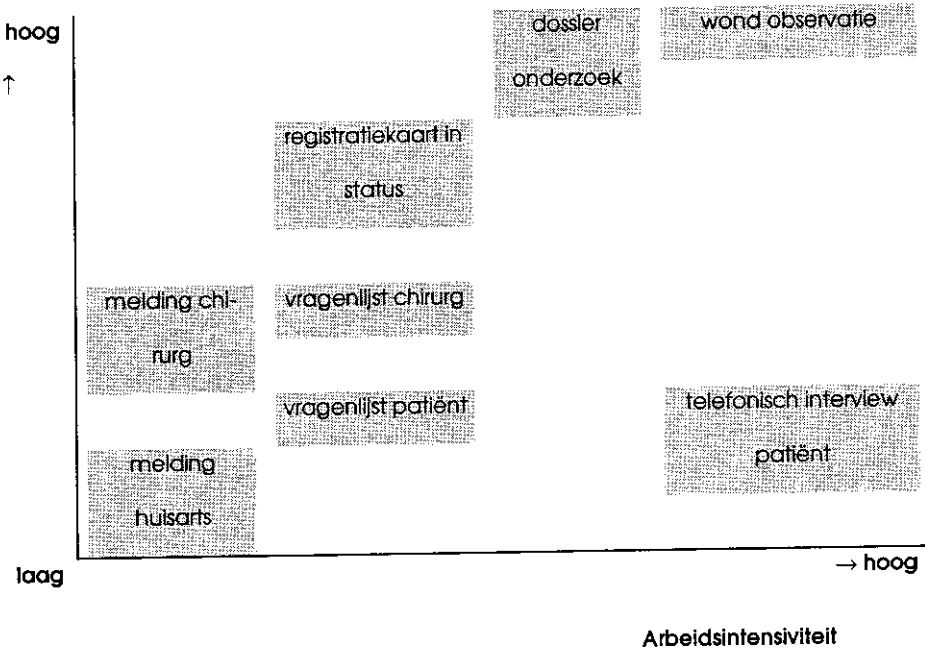 hoog
↑
dossier
onderzoek
wond observatie
registratiekaart in
status
melding chi-
rurg
vragenlijst chirurg
vragenlijst patiënt
telefonisch interview
patiënt
melding
huisarts
laag
→ hoog
Arbeidsintensiviteit